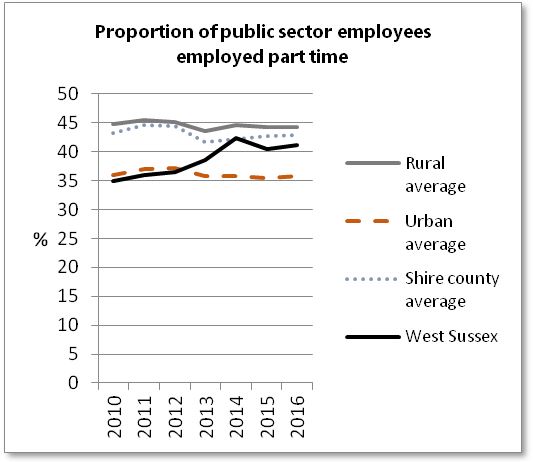 Proportion of public sector employees
employed part time
50
45
40
35
30
25
20
15
10
5
0
%
2010
2011
2012
2013
2014
2015
2016
Rural
average
Urban
average
Shire county
average
West Sussex